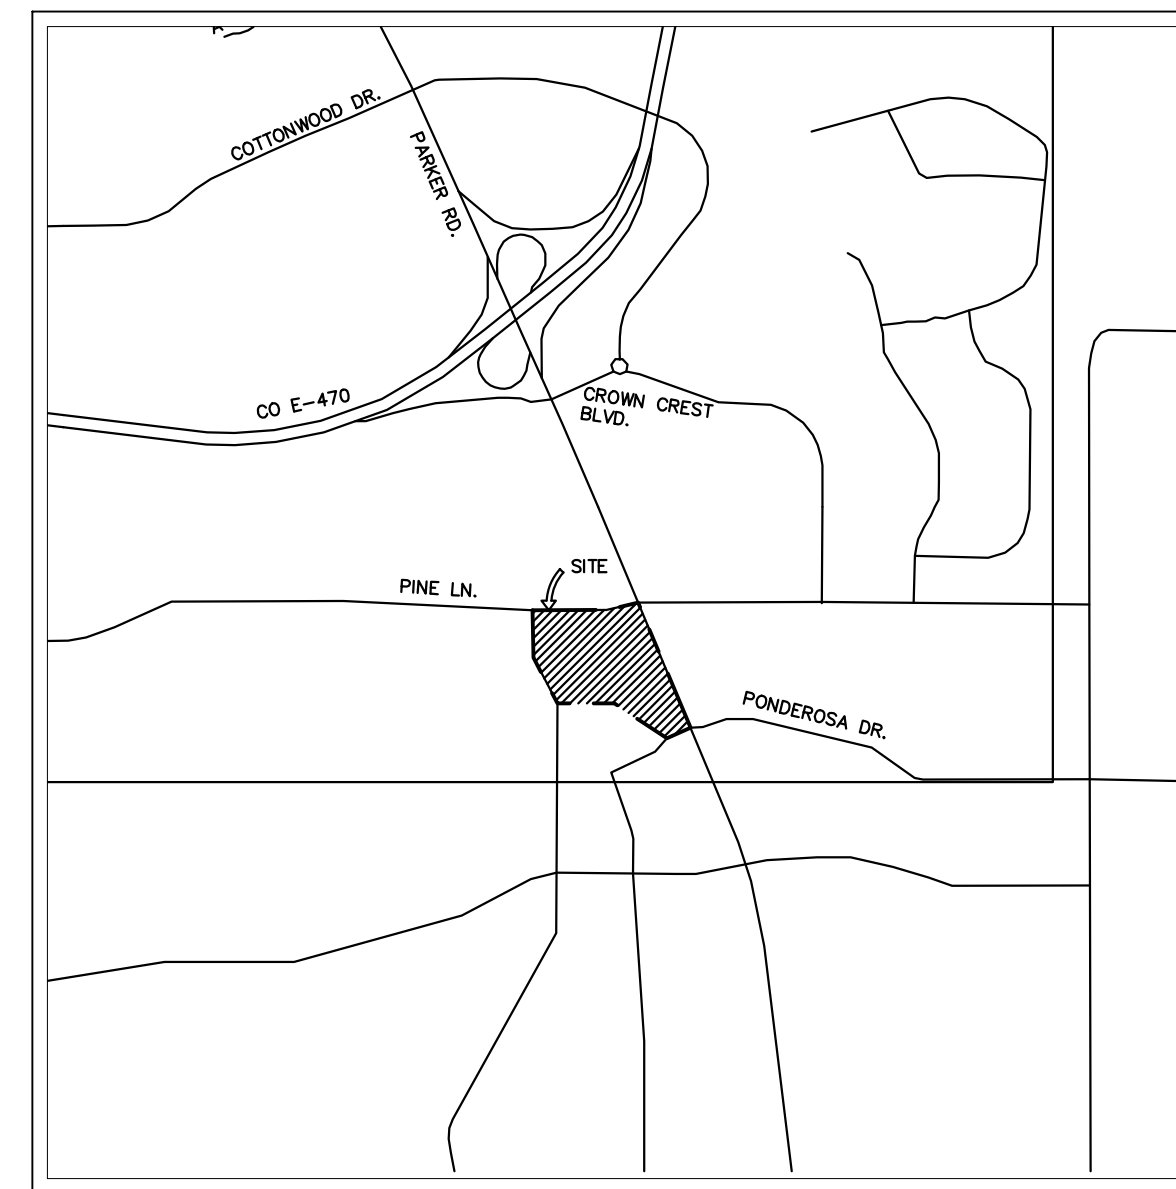 COTTONWOOD DR.
PARKER RD.
CO E-470
CROWN CREST
BLVD.
SITE
PINE LN.
PONDEROSA DR.